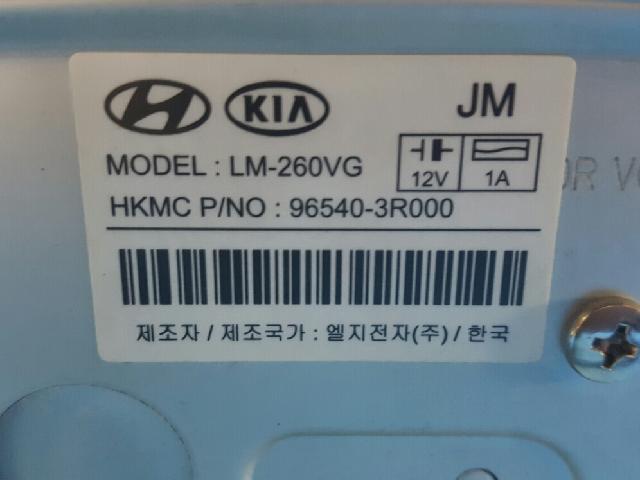 KIA
JM
MODEL : LM-260VG
12V
1A
HKMC P/NO : 96540-3R000
제조자 / 제조국가 : 엘지전자(주) / 한국